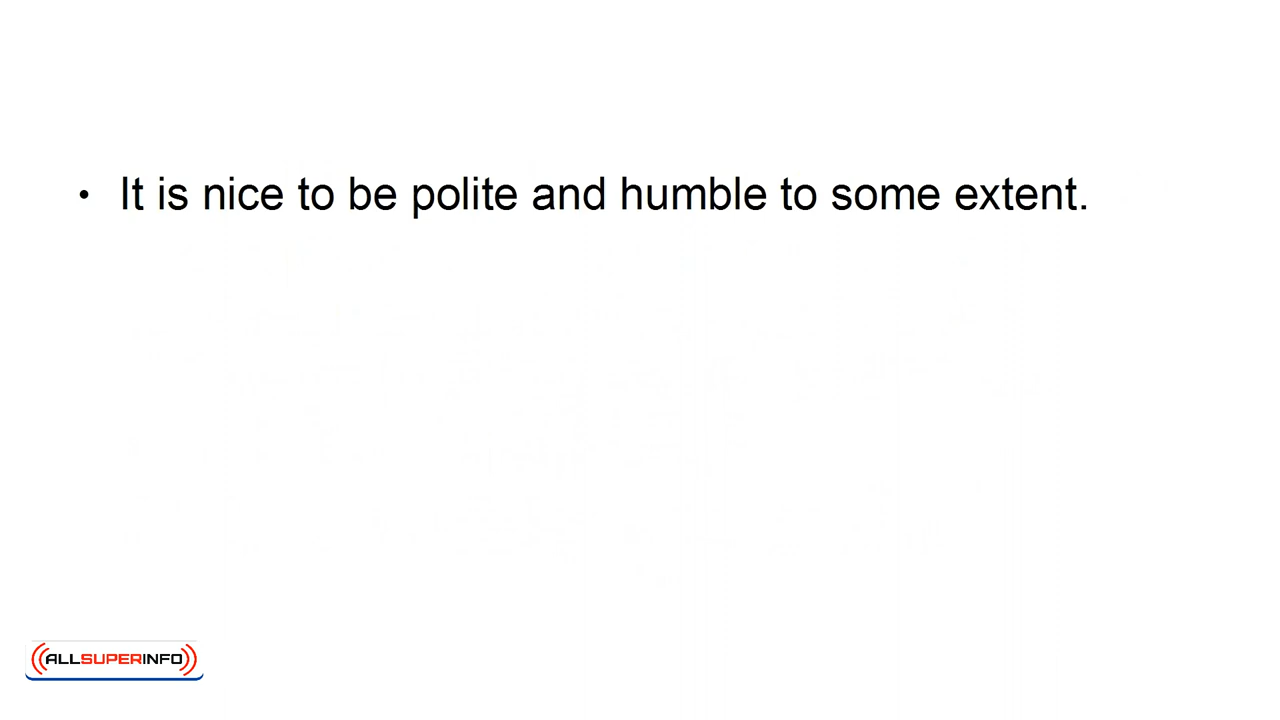 • It is nice to be polite and humble to some extent.
ALLSUPERINFO